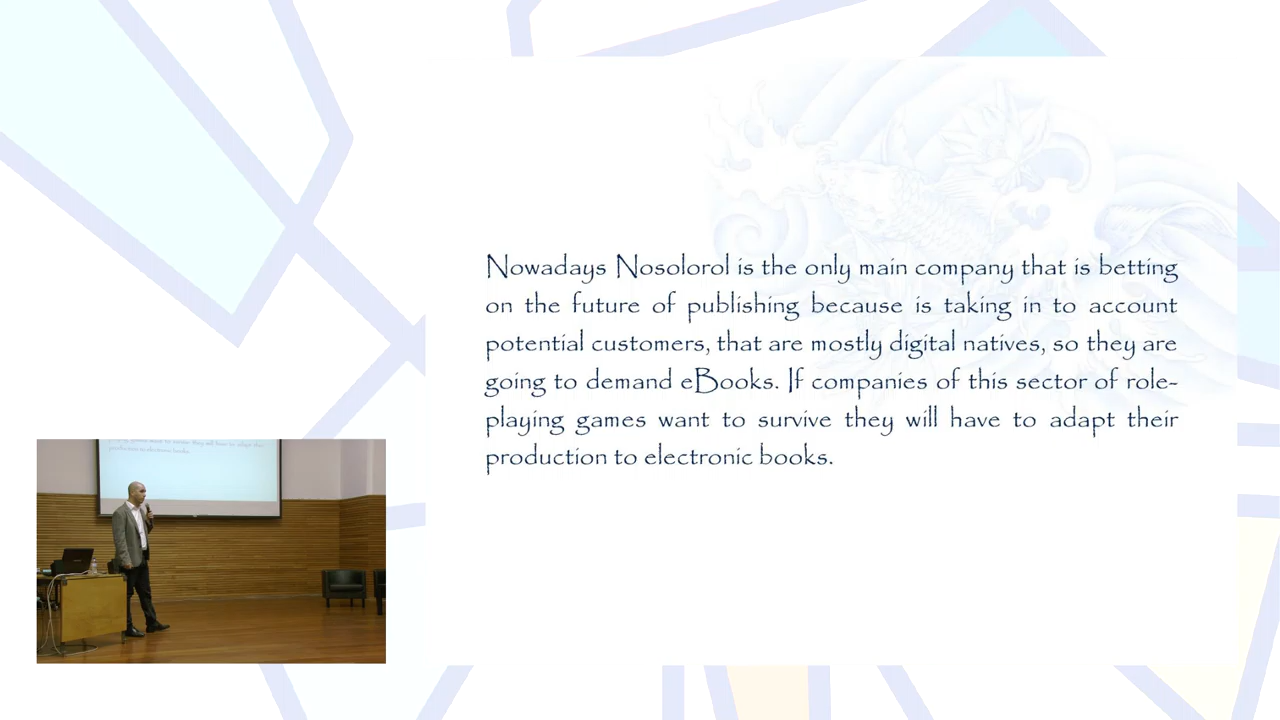 Nowadays Nosolorol is the only main company that is betting
on the future of publishing because is taking in to account
potential customers, that are mostly digital natives, so they are
going to demand eBooks. If companies of this sector of role-
playing games want to survive they will have to adapt their
production to electronic books.